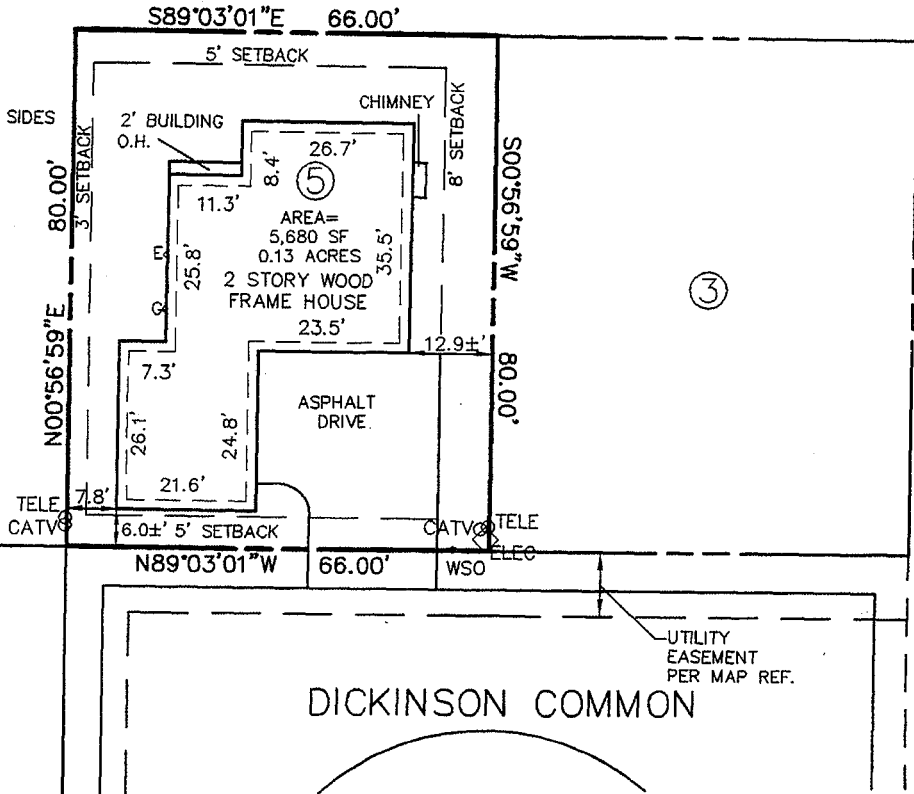 S89°03'01"E 66.00'
5' SETBACK
SIDES
3' SETBACK
2' BUILDING
O.H.
CHIMNEY
8' SETBACK
80.00'
N00°56'59"E
S00°56'59"W
80.00'
26.7'
8.4'
5
11.3'
AREA=
5,680 SF
0.13 ACRES
2 STORY WOOD
FRAME HOUSE
E
G
25.8'
35.5'
23.5'
12.9±'
7.3'
26.1'
24.8'
21.6'
ASPHALT
DRIVE.
3
7.8'
TELE
CATV
6.0±' 5' SETBACK
CATV
TELE
ELEC
N89°03'01"W 66.00'
WSO
UTILITY
EASEMENT
PER MAP REF.
DICKINSON COMMON